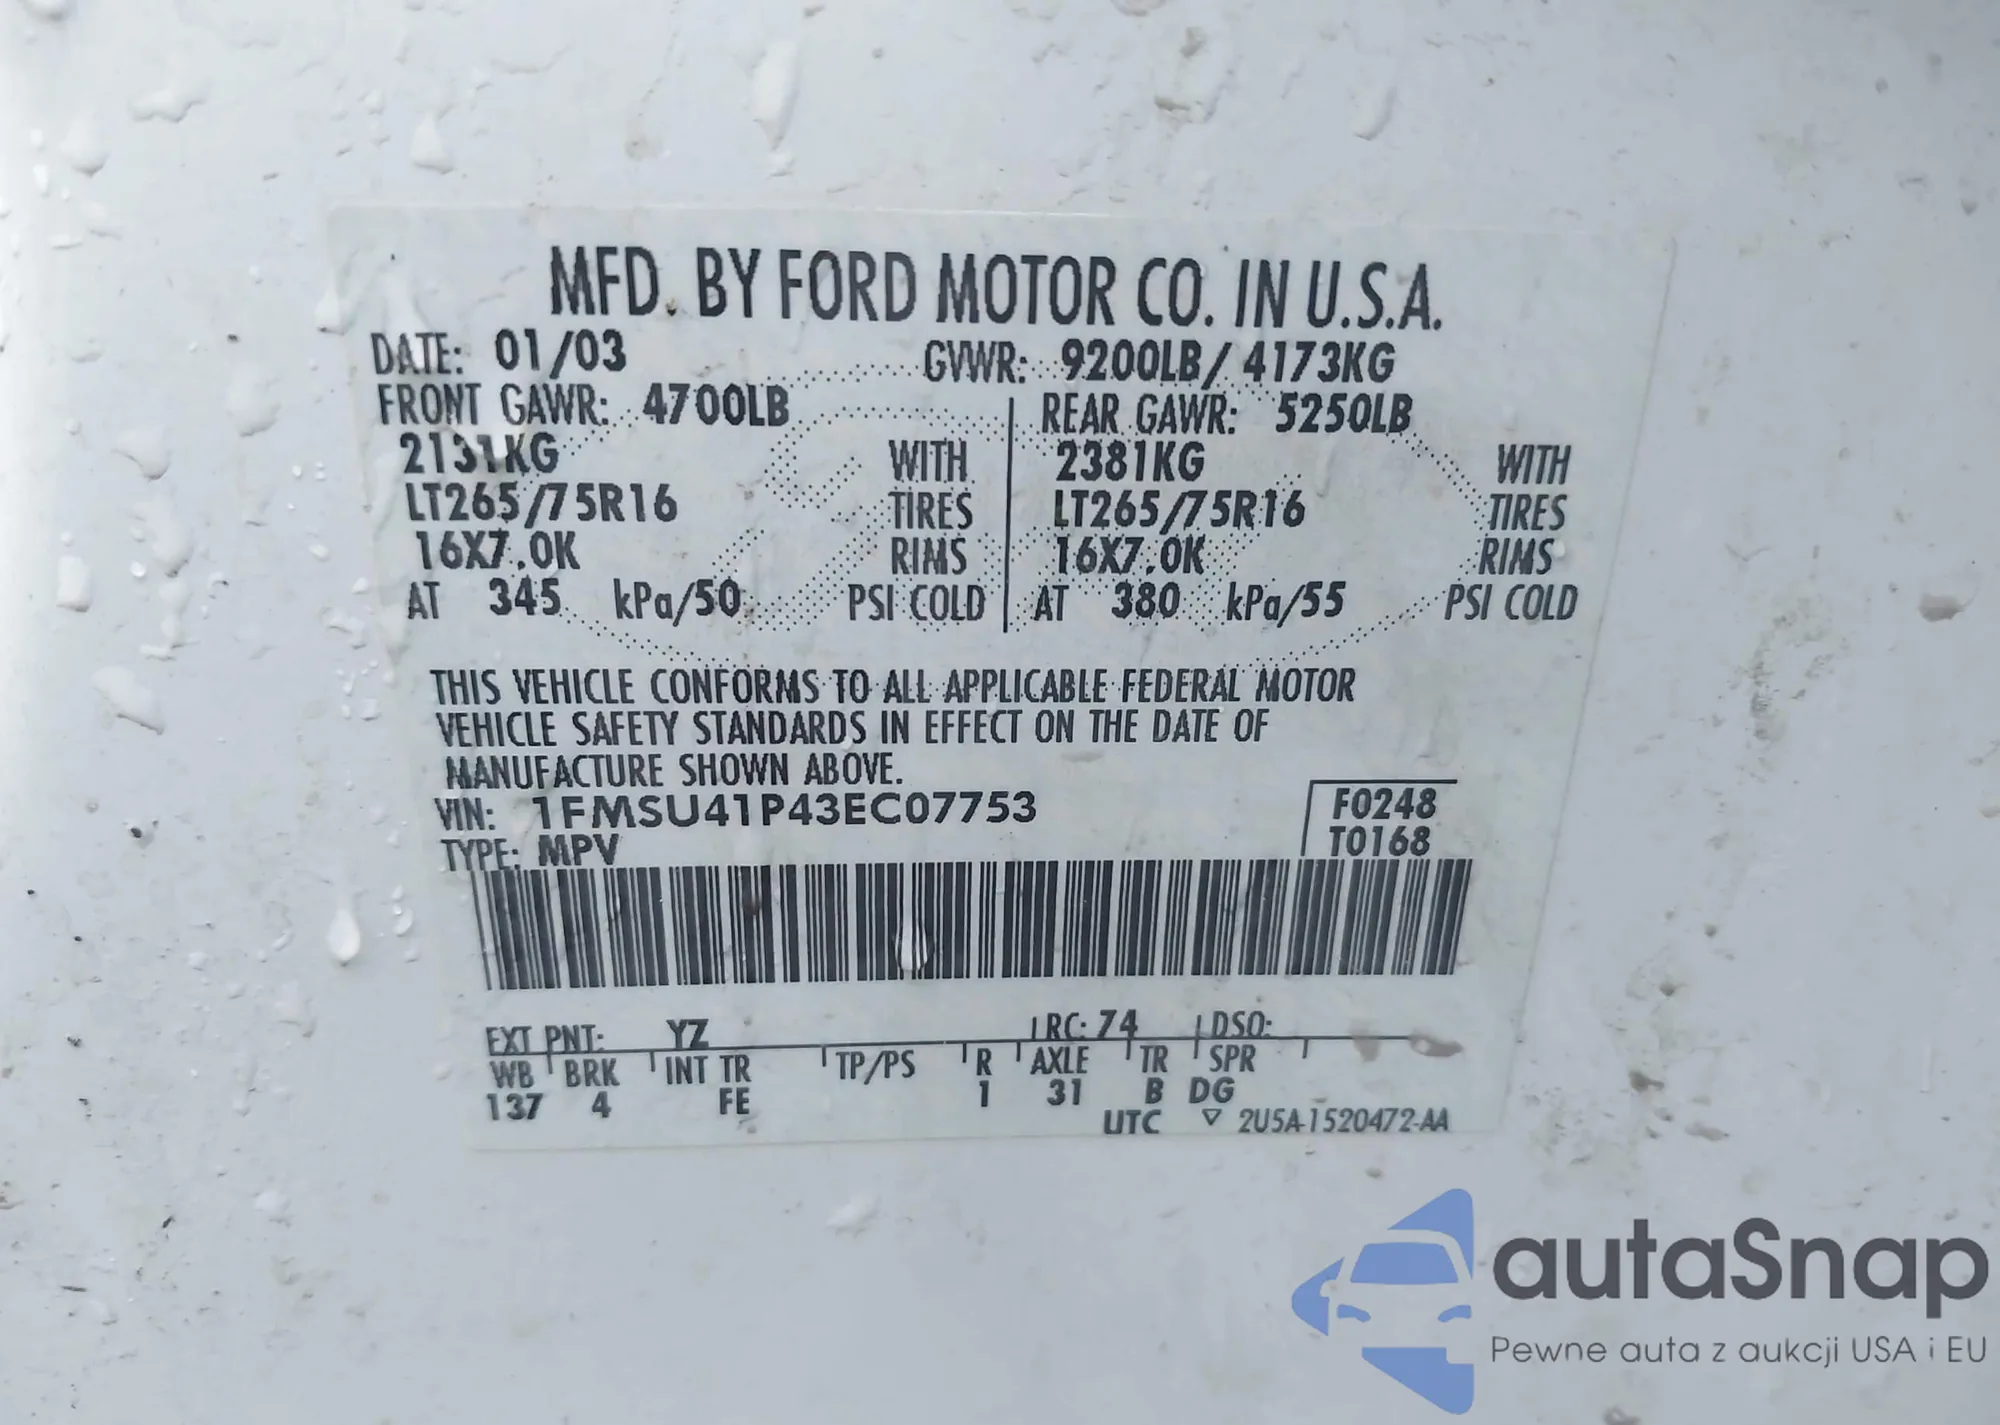 MFD. BY FORD MOTOR CO. IN U.S.A.
DATE: 01/03 GVWR: 9200LB/ 4173KG
FRONT GAWR: 4700LB REAR GAWR: 5250LB
2131KG WITH 2381KG WITH
LT265/75R16 TIRES LT265/75R16 TIRES
16X7.0K RIMS 16X7.0K RIMS
AT 345 kPa/50 PSI COLD AT 380 kPa/55 PSI COLD
THIS VEHICLE CONFORMS TO ALL APPLICABLE FEDERAL MOTOR
VEHICLE SAFETY STANDARDS IN EFFECT ON THE DATE OF
MANUFACTURE SHOWN ABOVE.
VIN: 1FMSU41P43EC07753 F0248
TYPE: MPV T0168
EXT PNT: YZ RC: 74 DSO:
WB BRK INT TR TP/PS R AXLE TR SPR
137 4 FE 1 31 B DG
UTC ▽ 2U5A-1520472-AA
autaSnap
Pewne auta z aukcji USA i EU